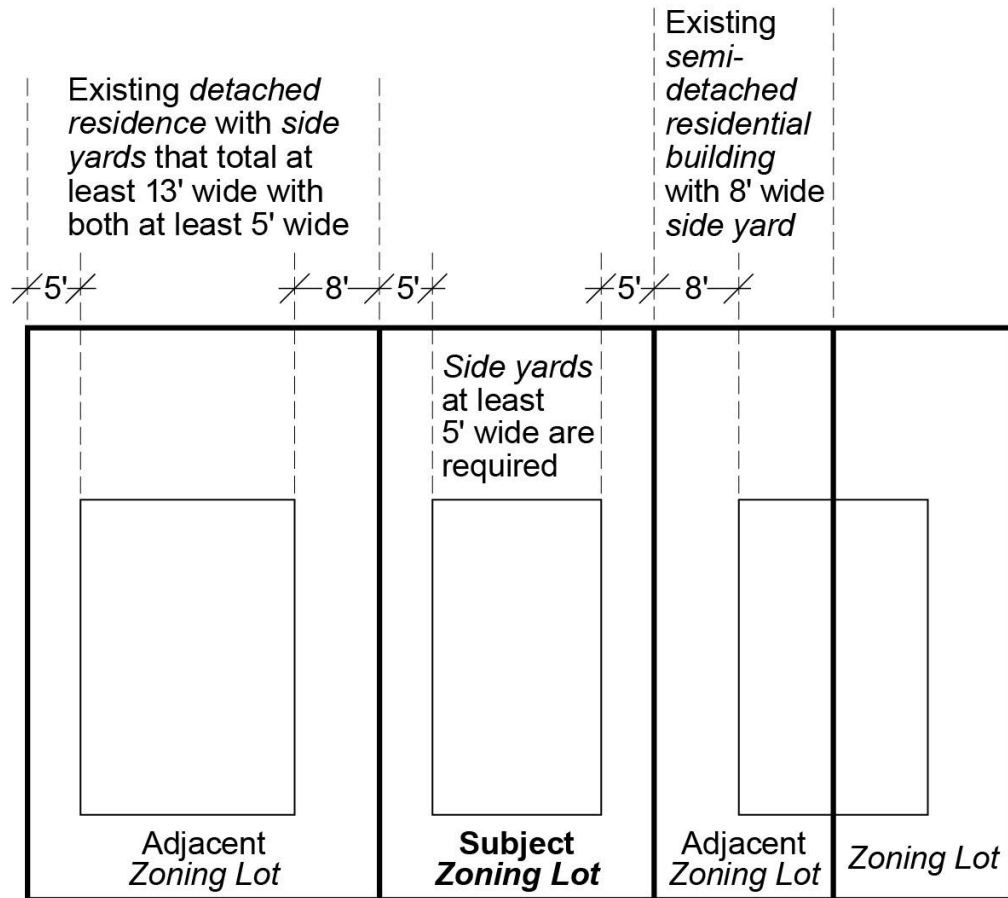 Existing detached
residence with side
yards that total at
least 13' wide with
both at least 5' wide
Existing
semi-
detached
residential
building
with 8' wide
side yard
5' 8' 5' 5' 8'
Side yards
at least
5' wide are
required
Adjacent
Zoning Lot
Subject
Zoning Lot
Adjacent
Zoning Lot
Zoning Lot